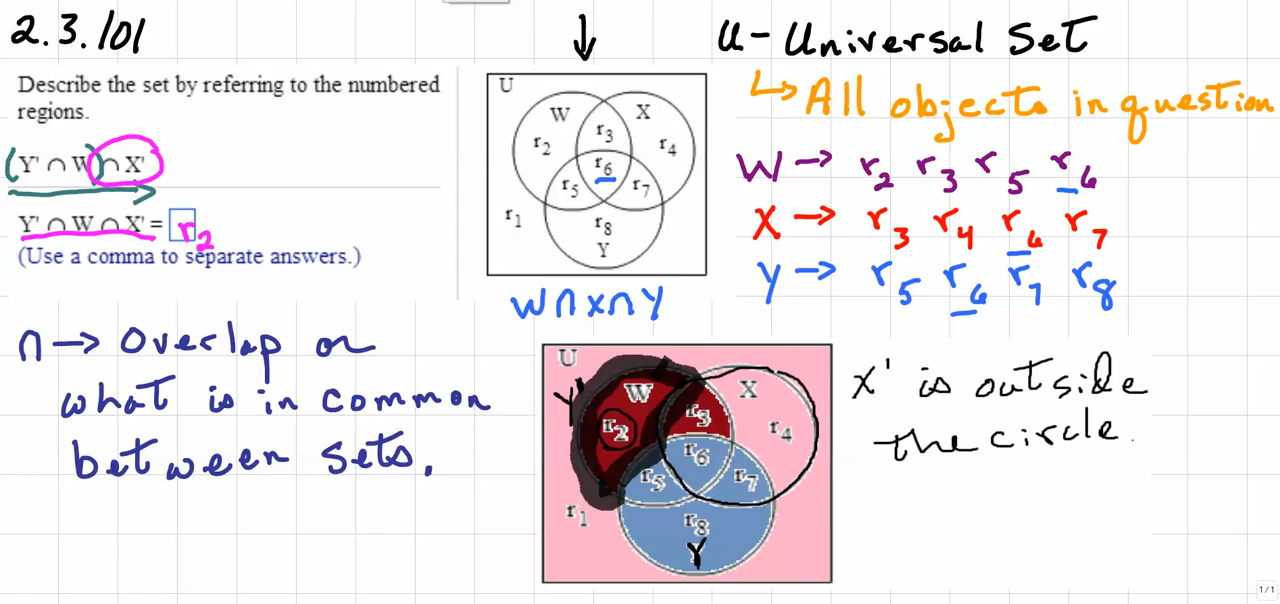 2.3.101
U - Universal Set
↳ All objects in question
Describe the set by referring to the numbered
regions.
(Y' ∩ W) ∩ X'
Y' ∩ W ∩ X' = r2
(Use a comma to separate answers.)
U
W
X
r2
r3
r4
r6
r5
r7
r1
r8
Y
W ∩ X ∩ Y
W → r2 r3 r5 r6
X → r3 r4 r6 r7
Y → r5 r6 r7 r8
∩ → Overlap or
what is in common
between sets.
U
Y'
W
X
r2
r3
r4
r6
r5
r7
r1
r8
Y
X' is outside
the circle.
1/1